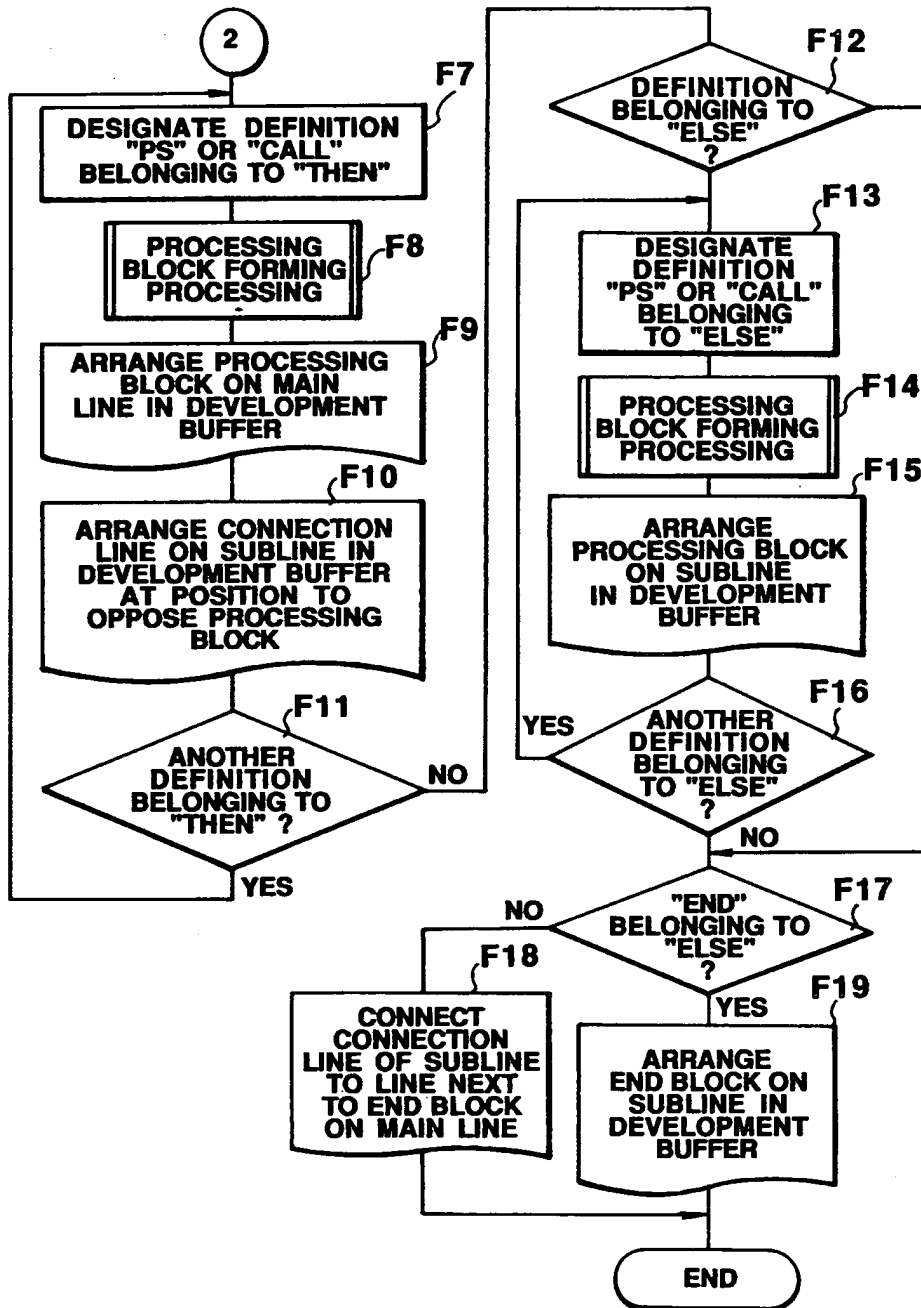 2
F7
DESIGNATE DEFINITION
"PS" OR "CALL"
BELONGING TO "THEN"
F8
PROCESSING
BLOCK FORMING
PROCESSING
F9
ARRANGE PROCESSING
BLOCK ON MAIN
LINE IN DEVELOPMENT
BUFFER
F10
ARRANGE CONNECTION
LINE ON SUBLINE IN
DEVELOPMENT BUFFER
AT POSITION TO
OPPOSE PROCESSING
BLOCK
F11
ANOTHER
DEFINITION
BELONGING TO
"THEN" ?
NO
YES
F12
DEFINITION
BELONGING TO
"ELSE"
?
F13
DESIGNATE
DEFINITION
"PS" OR "CALL"
BELONGING
TO "ELSE"
F14
PROCESSING
BLOCK FORMING
PROCESSING
F15
ARRANGE
PROCESSING BLOCK
ON SUBLINE
IN DEVELOPMENT
BUFFER
F16
YES
ANOTHER
DEFINITION
BELONGING
TO "ELSE"
?
NO
F17
NO
"END"
BELONGING TO
"ELSE"
?
YES
F18
CONNECT
CONNECTION
LINE OF SUBLINE
TO LINE NEXT
TO END BLOCK
ON MAIN LINE
F19
ARRANGE
END BLOCK ON
SUBLINE IN
DEVELOPMENT
BUFFER
END